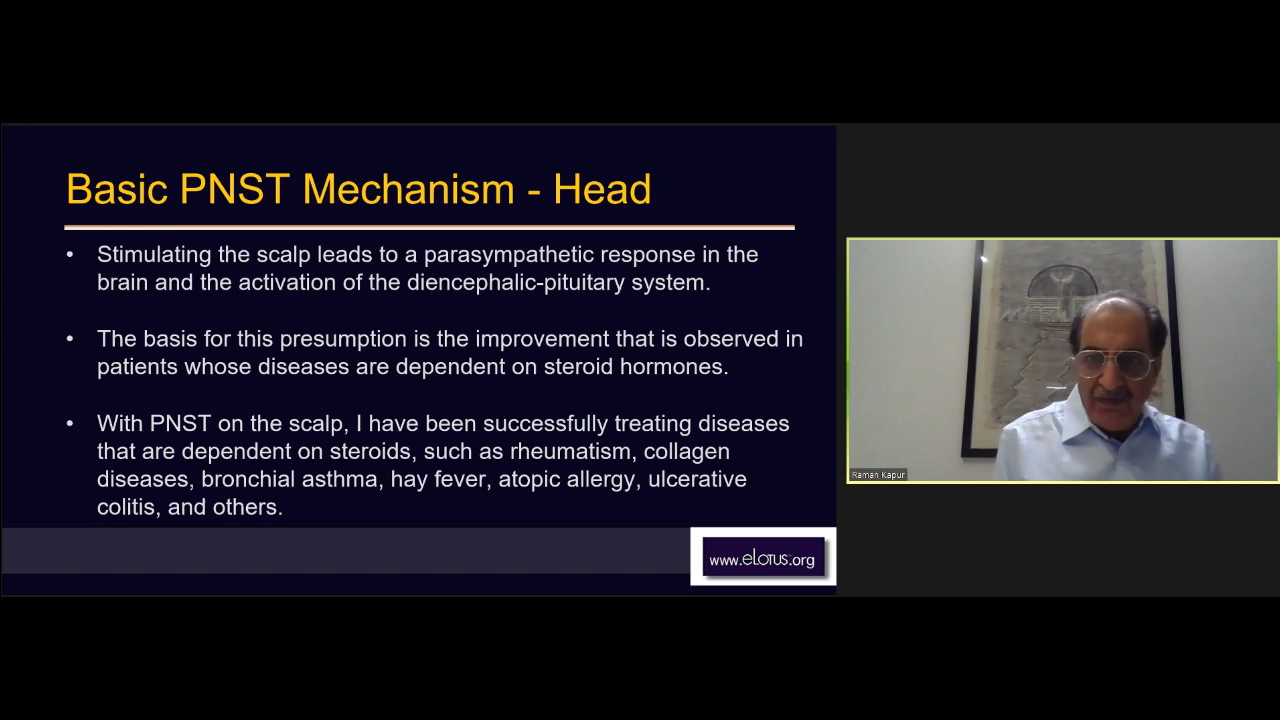 Basic PNST Mechanism - Head
• Stimulating the scalp leads to a parasympathetic response in the
brain and the activation of the diencephalic-pituitary system.
• The basis for this presumption is the improvement that is observed in
patients whose diseases are dependent on steroid hormones.
• With PNST on the scalp, I have been successfully treating diseases
that are dependent on steroids, such as rheumatism, collagen
diseases, bronchial asthma, hay fever, atopic allergy, ulcerative
colitis, and others.
www.eLotus.org
Raman Kapur